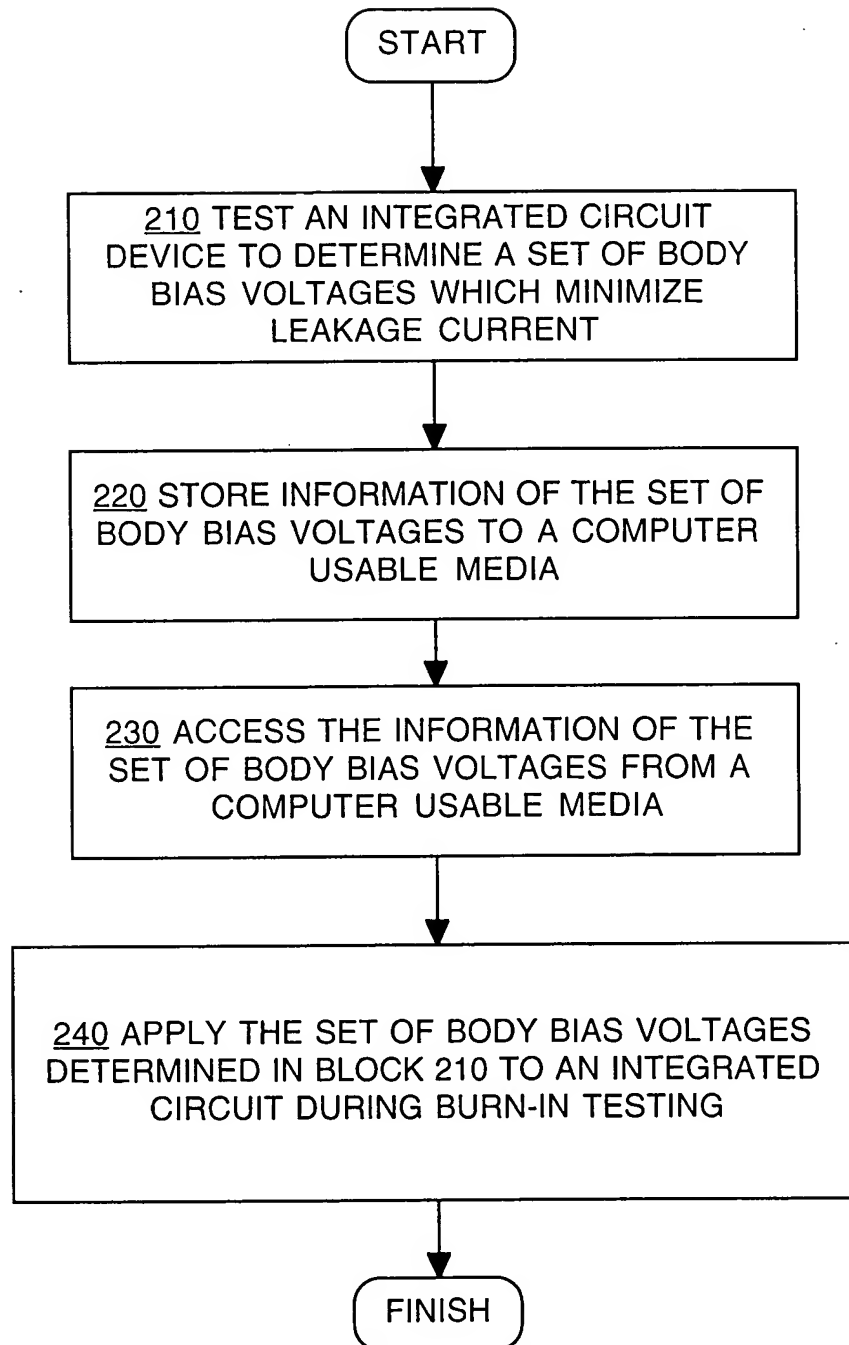 START
210 TEST AN INTEGRATED CIRCUIT
DEVICE TO DETERMINE A SET OF BODY
BIAS VOLTAGES WHICH MINIMIZE
LEAKAGE CURRENT
220 STORE INFORMATION OF THE SET OF
BODY BIAS VOLTAGES TO A COMPUTER
USABLE MEDIA
230 ACCESS THE INFORMATION OF THE
SET OF BODY BIAS VOLTAGES FROM A
COMPUTER USABLE MEDIA
240 APPLY THE SET OF BODY BIAS VOLTAGES
DETERMINED IN BLOCK 210 TO AN INTEGRATED
CIRCUIT DURING BURN-IN TESTING
FINISH